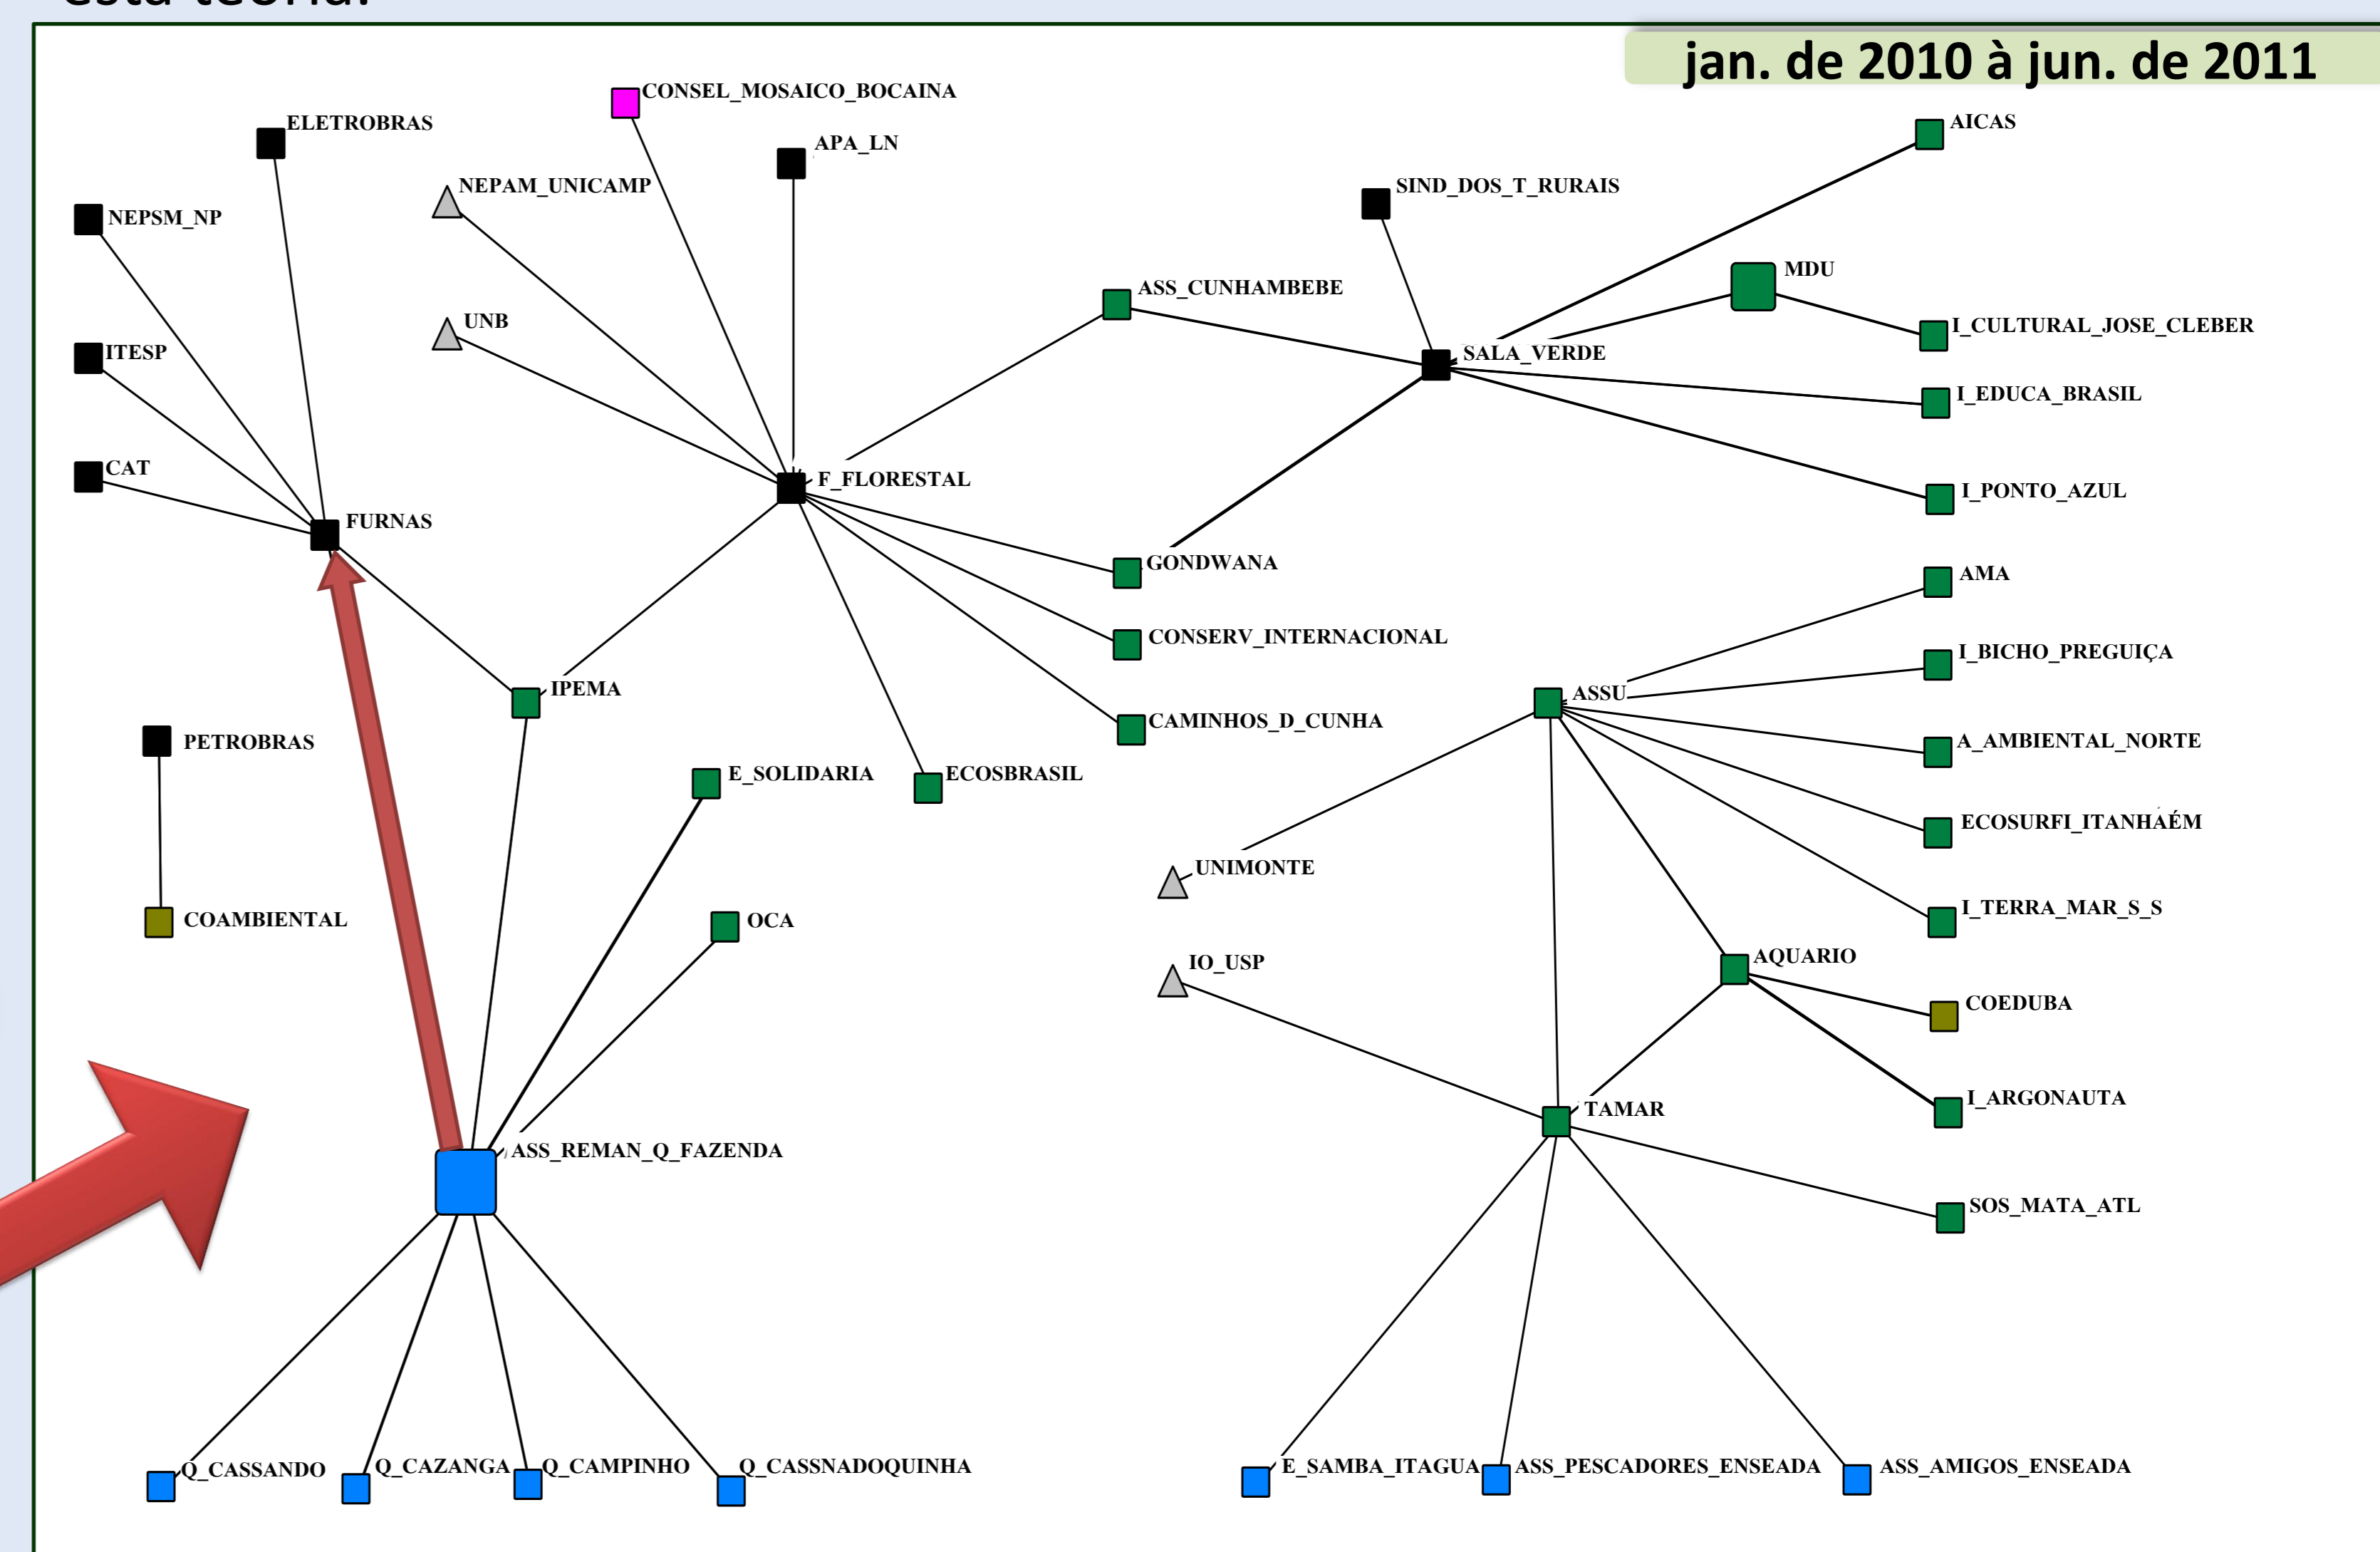 esta teoria.
jan. de 2010 à jun. de 2011
CONSEL_MOSAICO_BOCAINA
ELETROBRAS
AICAS
APA_LN
NEPAM_UNICAMP
SIND_DOS_T_RURAIS
NEPSM_NP
MDU
ASS_CUNHAMBEBE
UNB
I_CULTURAL_JOSE_CLEBER
ITESP
SALA_VERDE
I_EDUCA_BRASIL
CAT
F_FLORESTAL
I_PONTO_AZUL
FURNAS
GONDWANA
AMA
CONSERV_INTERNACIONAL
I_BICHO_PREGUIÇA
IPEMA
ASSU
CAMINHOS_D_CUNHA
PETROBRAS
A_AMBIENTAL_NORTE
E_SOLIDARIA
ECOSBRASIL
ECOSURFI_ITANHAÉM
UNIMONTE
I_TERRA_MAR_S_S
COAMBIENTAL
OCA
AQUARIO
IO_USP
COEDUBA
I_ARGONAUTA
TAMAR
ASS_REMAN_Q_FAZENDA
SOS_MATA_ATL
Q_CASSANDO
Q_CAZANGA
Q_CAMPINHO
Q_CASSNADOQUINHA
E_SAMBA_ITAGUA
ASS_PESCADORES_ENSEADA
ASS_AMIGOS_ENSEADA